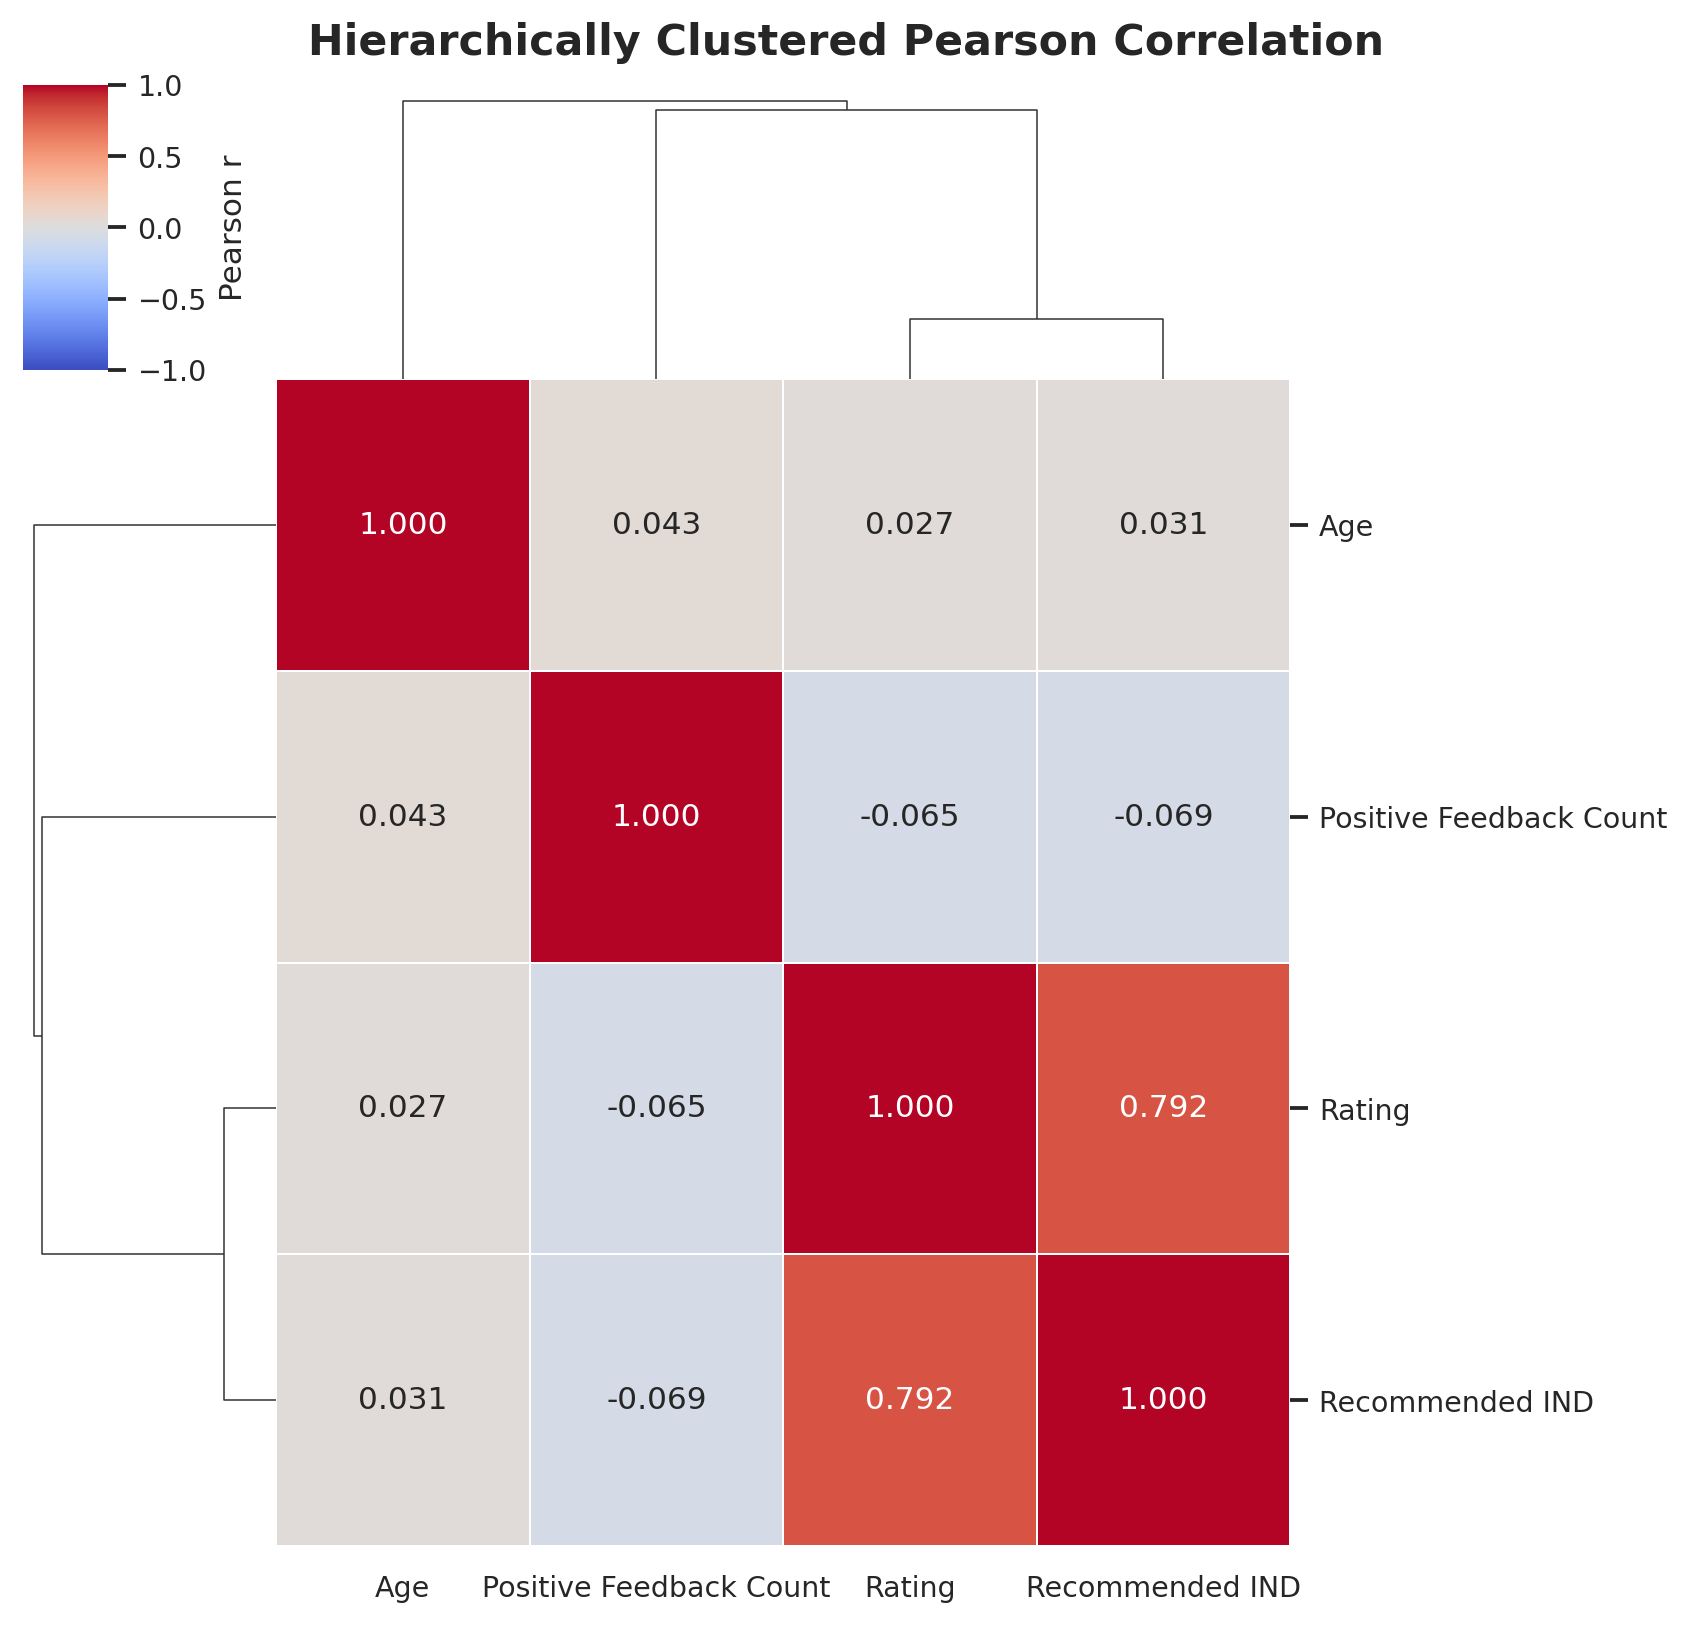 Hierarchically Clustered Pearson Correlation
1.0
0.5
0.0
−0.5
−1.0
Pearson r
1.000 0.043 0.027 0.031 Age
0.043 1.000 -0.065 -0.069 Positive Feedback Count
0.027 -0.065 1.000 0.792 Rating
0.031 -0.069 0.792 1.000 Recommended IND
Age Positive Feedback Count Rating Recommended IND